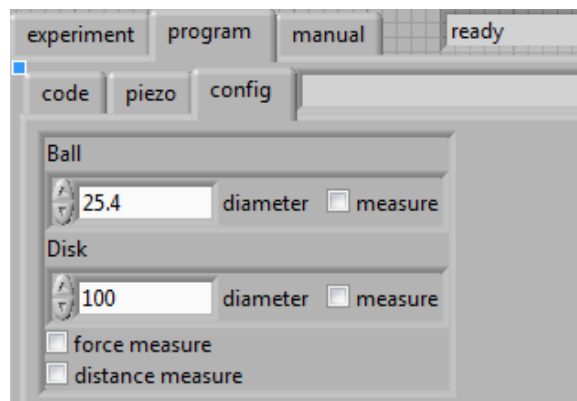 experiment program manual ready
code piezo config
Ball
25.4 diameter measure
Disk
100 diameter measure
force measure
distance measure